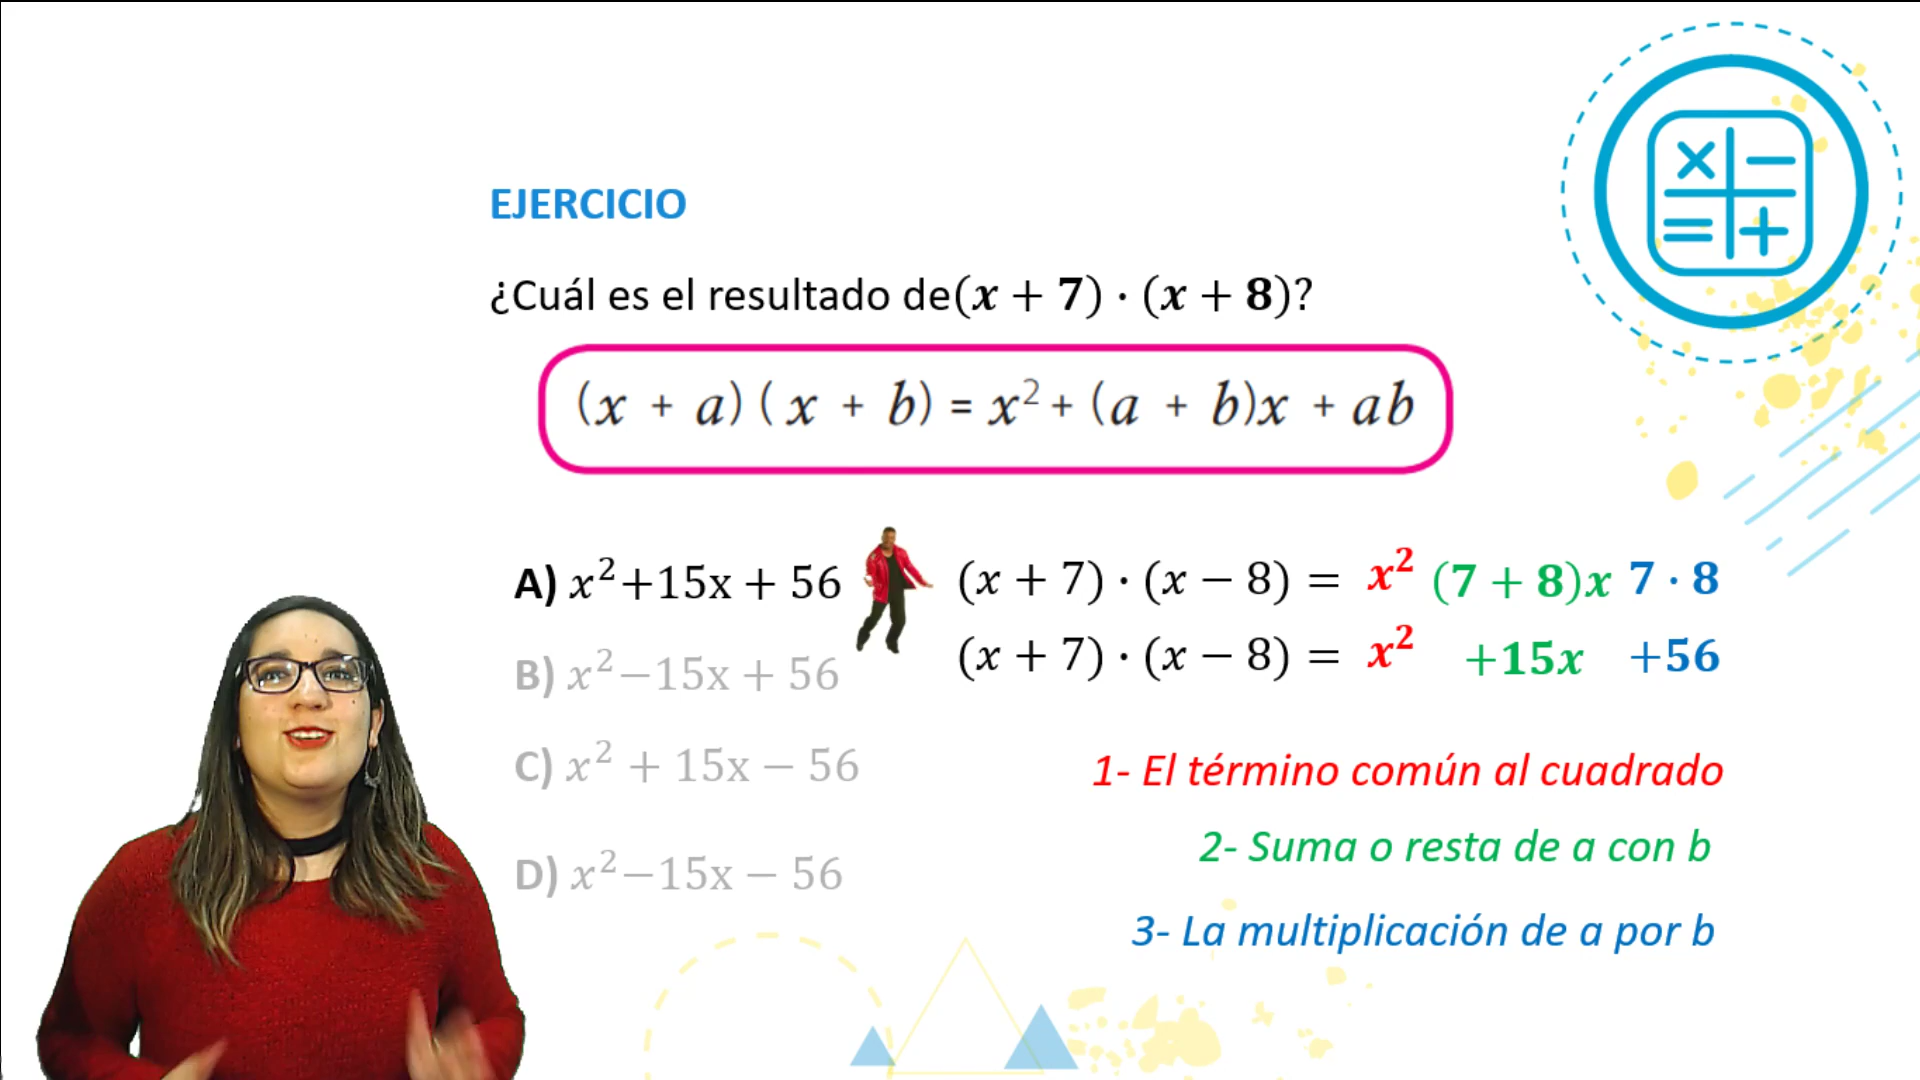 EJERCICIO
¿Cuál es el resultado de(x + 7) · (x + 8)?
(x + a) ( x + b) = x² + (a + b)x + ab
A) x²+15x + 56
(x + 7) · (x − 8) = x² (7 + 8)x 7 · 8
B) x²−15x + 56
(x + 7) · (x − 8) = x² +15x +56
C) x² + 15x − 56
D) x²−15x − 56
1- El término común al cuadrado
2- Suma o resta de a con b
3- La multiplicación de a por b